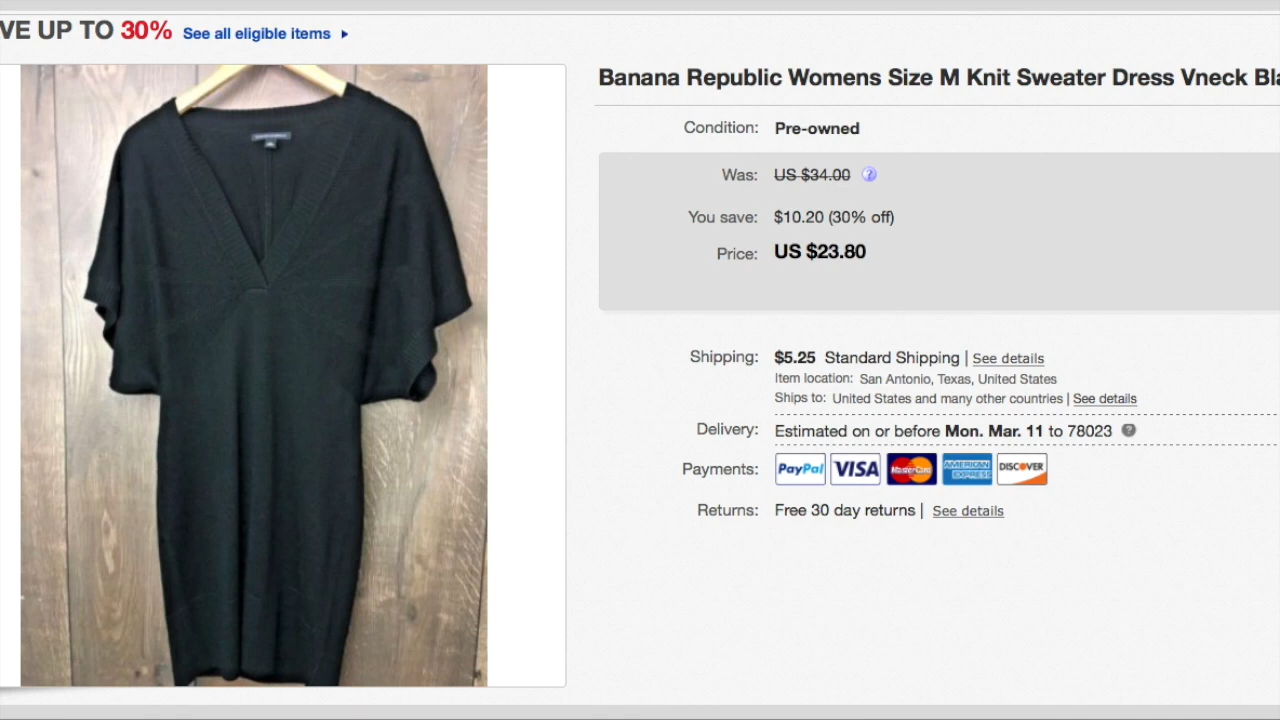 VE UP TO 30% See all eligible items
Banana Republic Womens Size M Knit Sweater Dress Vneck Bla
Condition: Pre-owned
Was: US $34.00 ?
You save: $10.20 (30% off)
Price: US $23.80
Shipping: $5.25 Standard Shipping | See details
Item location: San Antonio, Texas, United States
Ships to: United States and many other countries | See details
Delivery: Estimated on or before Mon. Mar. 11 to 78023 ?
Payments: PayPal VISA MasterCard AMERICAN EXPRESS DISCOVER
Returns: Free 30 day returns | See details